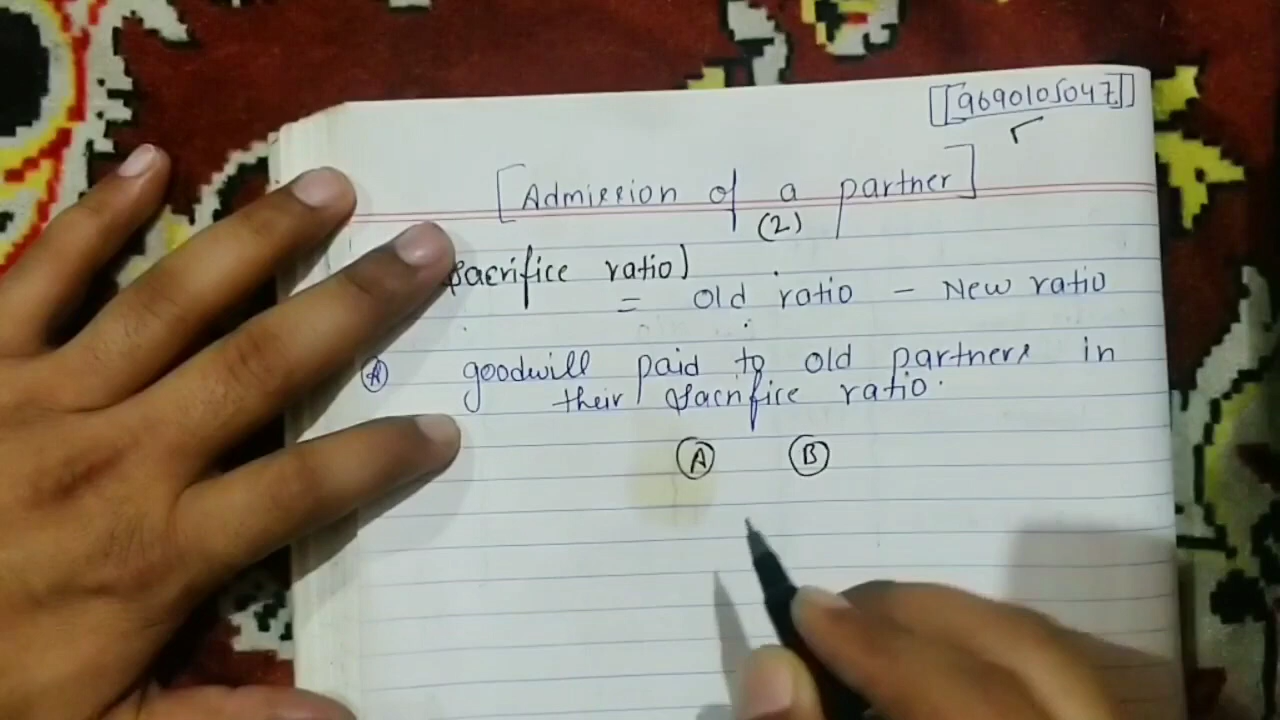 [[9690105047]]
[Admission of a partner]
(2)
sacrifice ratio)
= old ratio - New ratio
(A) goodwill paid to old partners in
their sacrifice ratio.
(A) (B)